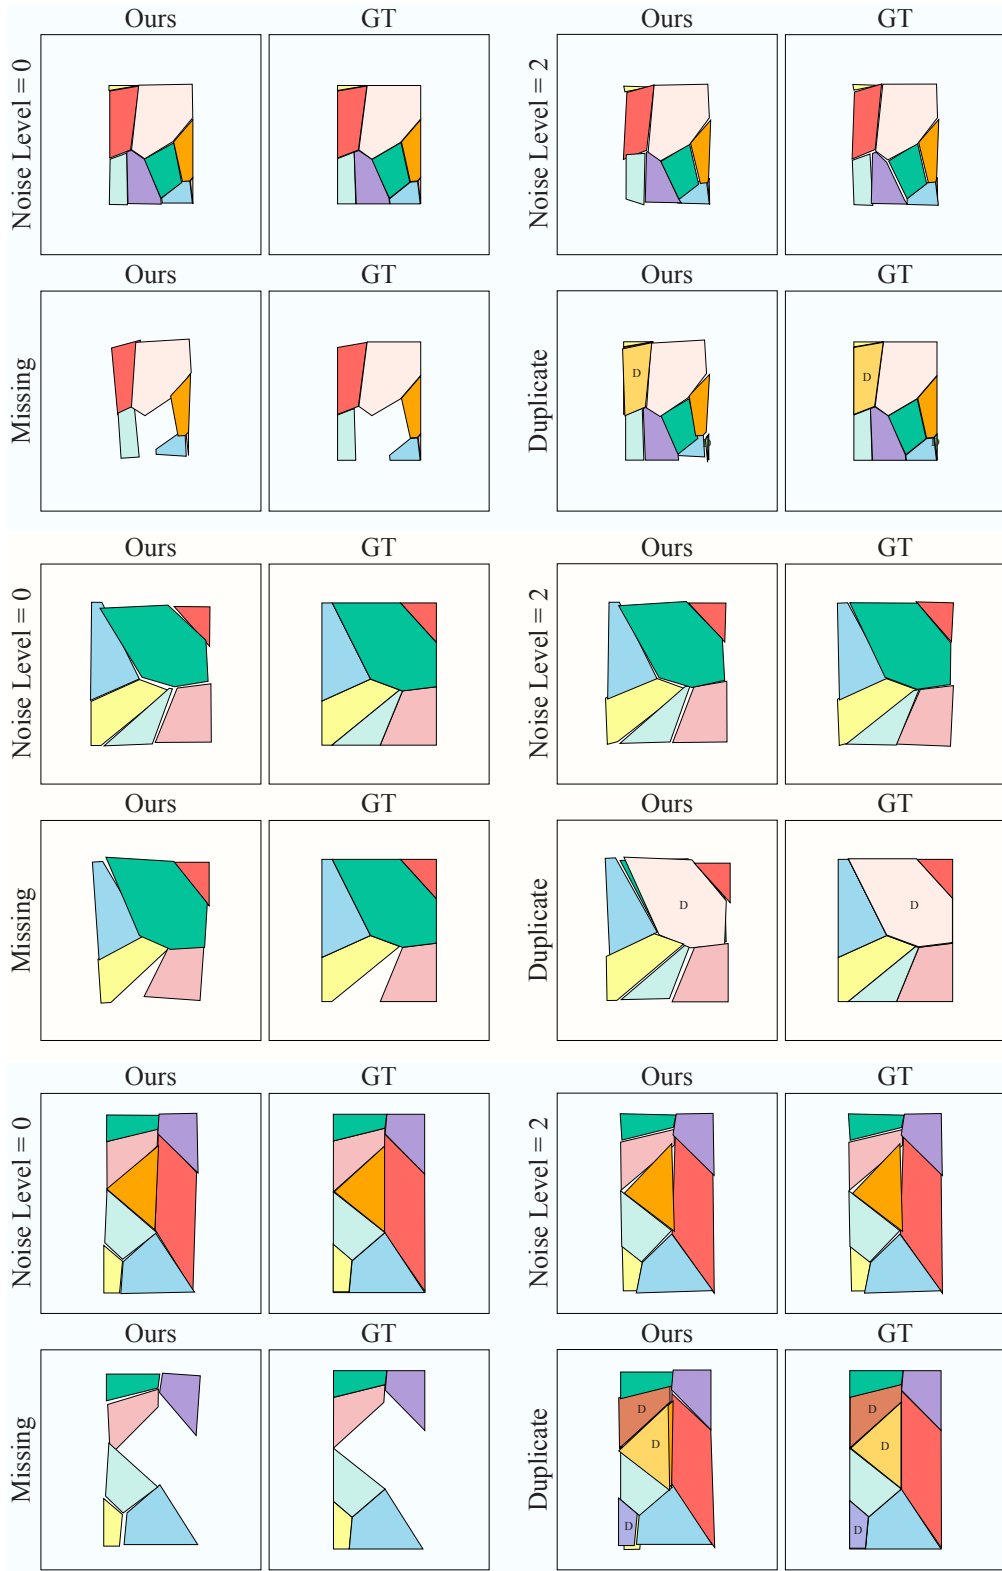 Ours GT Ours GT
Noise Level = 0 Noise Level = 2
Ours GT Ours GT
Missing Duplicate
D D
D D
Ours GT Ours GT
Noise Level = 0 Noise Level = 2
Ours GT Ours GT
Missing Duplicate
D D
Ours GT Ours GT
Noise Level = 0 Noise Level = 2
Ours GT Ours GT
Missing Duplicate
D D
D D
D D